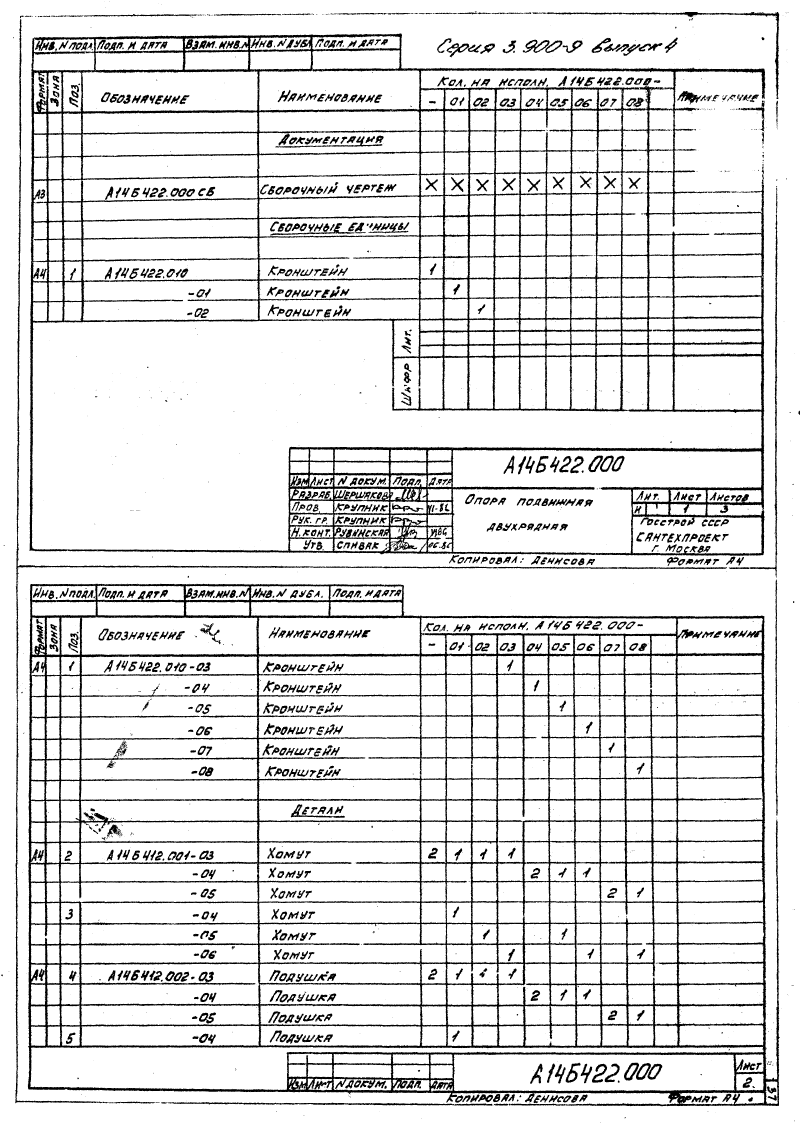 Серия 3.900-9 выпуск 4
Инв. N подл. Подп. и дата Взам. инв. N Инв. N дубл. Подп. и дата
Формат Зона Поз. Обозначение Наименование Кол. на исполн. А14Б422.000- Примечание
- 01 02 03 04 05 06 07 08
Документация
А3 А14Б422.000 СБ Сборочный чертеж X X X X X X X X X
Сборочные единицы
А4 1 А14Б422.010 Кронштейн 1
-01 Кронштейн 1
-02 Кронштейн 1
Лит.
Шифр
А14Б422.000
Изм Лист N докум. Подп. Дата
Разраб. Шершаков
Пров. Крупник 11-86
Рук. гр. Крупник
Н. конт. Рувинская
Утв. Спивак 06.86
Опора подвижная
двухрядная
Лит. Лист Листов
И 1 3
Госстрой СССР
Сантехпроект
г. Москва
Копировал: Денисова Формат А4
Инв. N подл. Подп. и дата Взам. инв. N Инв. N дубл. Подп. и дата
Формат Зона Поз. Обозначение Наименование Кол. на исполн. А14Б422.000- Примечание
- 01 02 03 04 05 06 07 08
А4 1 А14Б422.010-03 Кронштейн 1
-04 Кронштейн 1
-05 Кронштейн 1
-06 Кронштейн 1
-07 Кронштейн 1
-08 Кронштейн 1
Детали
А4 2 А14Б412.001-03 Хомут 2 1 1 1
-04 Хомут 2 1 1
-05 Хомут 2 1
3 -04 Хомут 1
-05 Хомут 1 1
-06 Хомут 1 1 1
А4 4 А14Б412.002-03 Подушка 2 1 1 1
-04 Подушка 2 1 1
-05 Подушка 2 1
5 -04 Подушка 1
Изм Лист N докум. Подп. Дата
А14Б422.000
Лист
2
Копировал: Денисова Формат А4
37